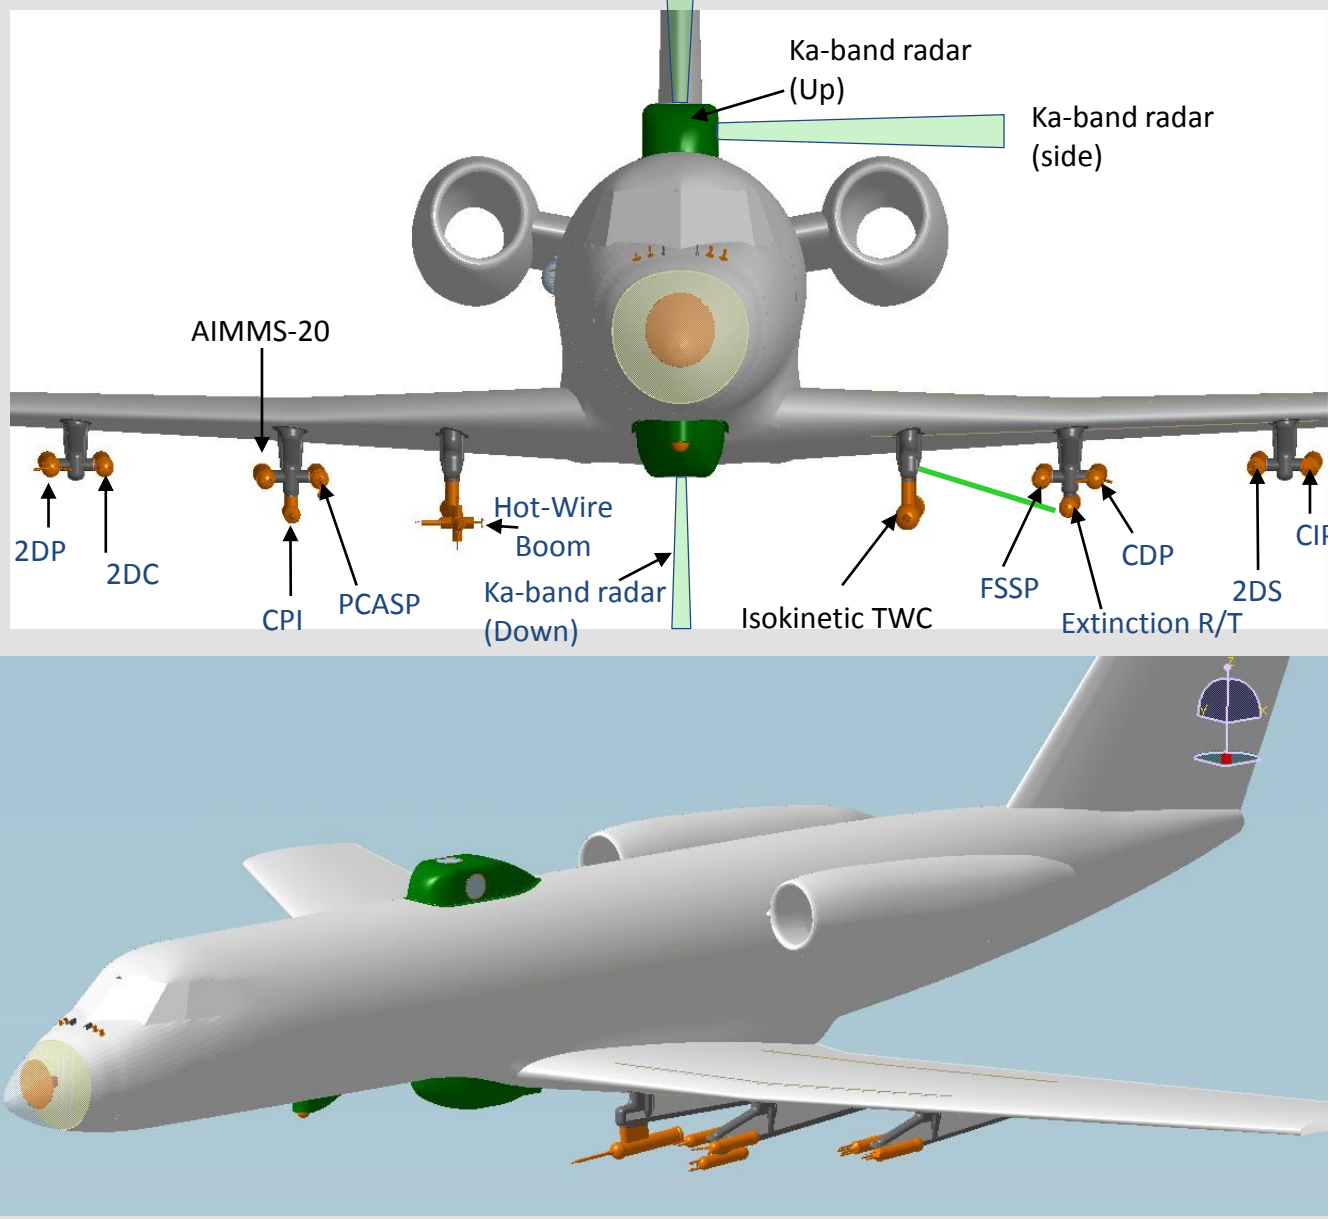 Ka-band radar
(Up)
Ka-band radar
(side)
AIMMS-20
2DP
2DC
CPI
PCASP
Hot-Wire
Boom
Ka-band radar
(Down)
Isokinetic TWC
FSSP
CDP
Extinction R/T
2DS
CIP
Z
Y
X